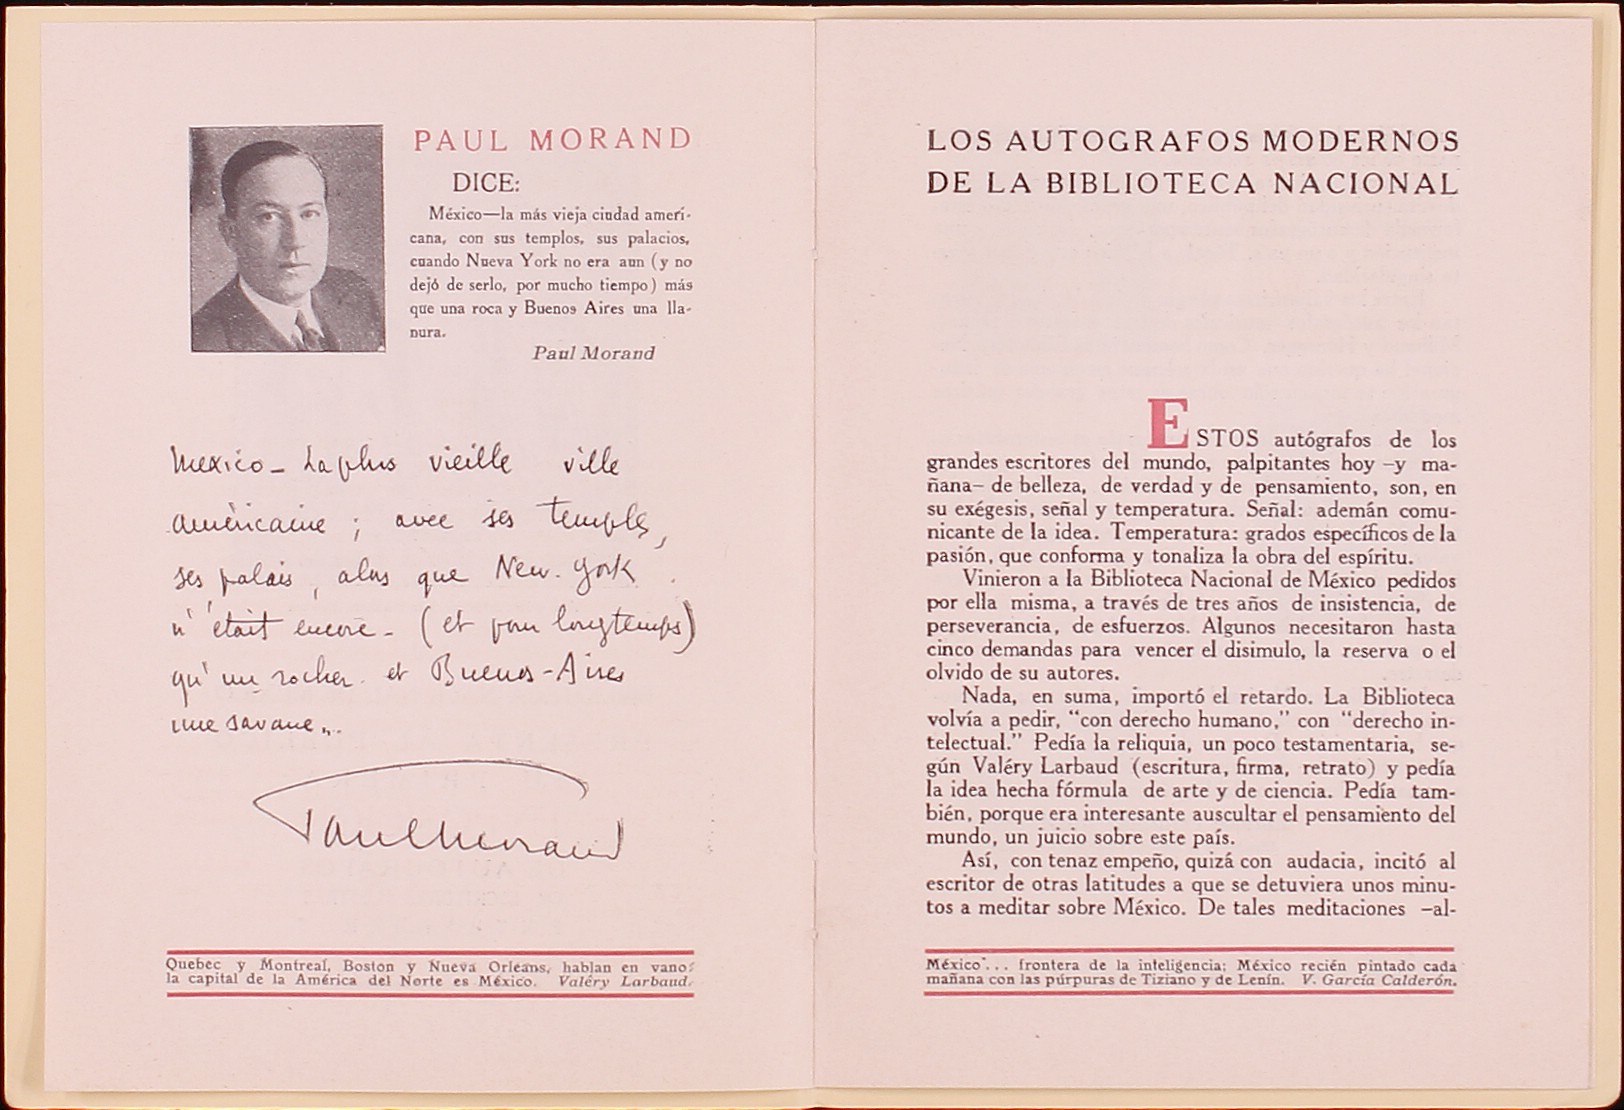 PAUL MORAND
DICE:
México—la más vieja ciudad ameri-
cana, con sus templos, sus palacios,
cuando Nueva York no era aun (y no
dejó de serlo, por mucho tiempo) más
que una roca y Buenos Aires una lla-
nura.
Paul Morand
Mexico - La plus vieille ville
américaine ; avec ses temples,
ses palais, alors que New-York
n'était encore - (et pour longtemps)
qu'un rocher et Buenos-Aires
une savane...
Paul Morand
Quebec y Montreal, Boston y Nueva Orleans, hablan en vano:
la capital de la América del Norte es México. Valéry Larbaud.
LOS AUTOGRAFOS MODERNOS
DE LA BIBLIOTECA NACIONAL
ESTOS autógrafos de los
grandes escritores del mundo, palpitantes hoy –y ma-
ñana– de belleza, de verdad y de pensamiento, son, en
su exégesis, señal y temperatura. Señal: ademán comu-
nicante de la idea. Temperatura: grados específicos de la
pasión, que conforma y tonaliza la obra del espíritu.
Vinieron a la Biblioteca Nacional de México pedidos
por ella misma, a través de tres años de insistencia, de
perseverancia, de esfuerzos. Algunos necesitaron hasta
cinco demandas para vencer el disimulo, la reserva o el
olvido de su autores.
Nada, en suma, importó el retardo. La Biblioteca
volvía a pedir, "con derecho humano," con "derecho in-
telectual." Pedía la reliquia, un poco testamentaria, se-
gún Valéry Larbaud (escritura, firma, retrato) y pedía
la idea hecha fórmula de arte y de ciencia. Pedía tam-
bién, porque era interesante auscultar el pensamiento del
mundo, un juicio sobre este país.
Así, con tenaz empeño, quizá con audacia, incitó al
escritor de otras latitudes a que se detuviera unos minu-
tos a meditar sobre México. De tales meditaciones –al-
México... frontera de la inteligencia; México recién pintado cada
mañana con las púrpuras de Tiziano y de Lenín. V. García Calderón.